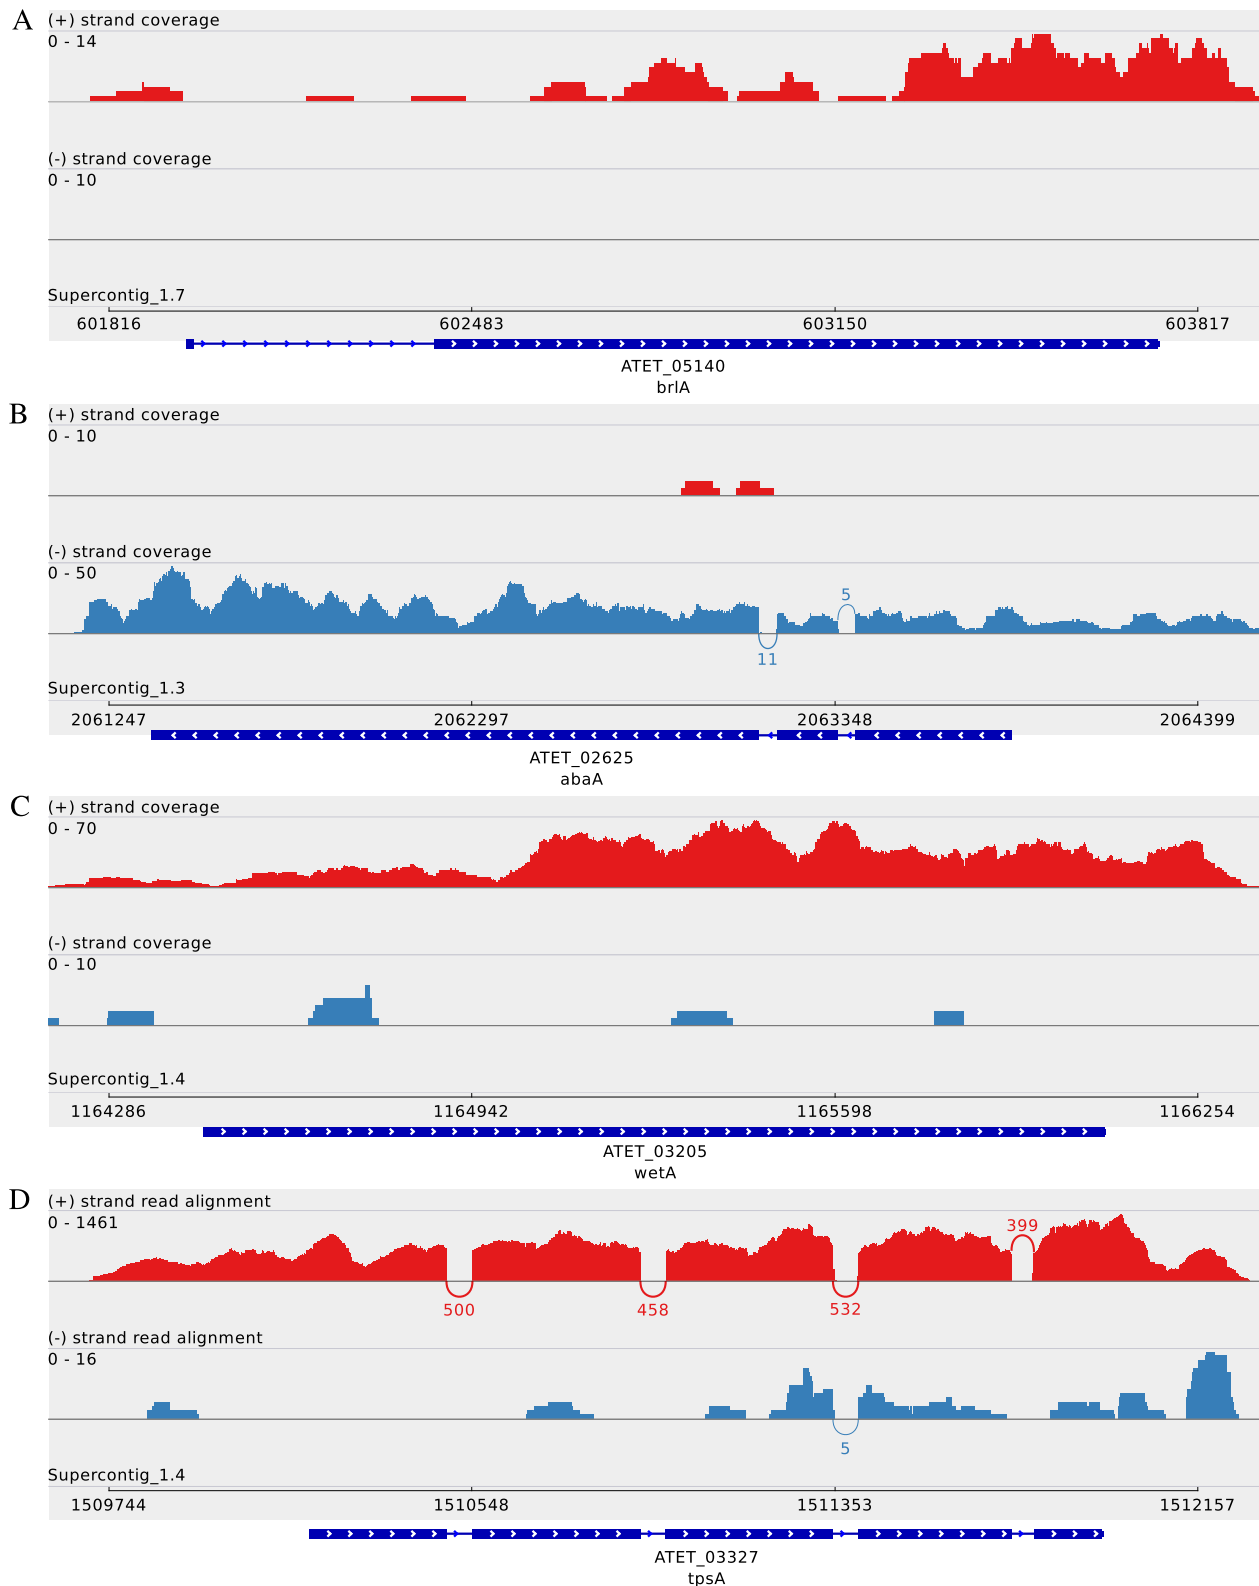 A
(+) strand coverage
0 - 14
(-) strand coverage
0 - 10
Supercontig_1.7
601816 602483 603150 603817
ATET_05140
brlA
B
(+) strand coverage
0 - 10
(-) strand coverage
0 - 50
5
11
Supercontig_1.3
2061247 2062297 2063348 2064399
ATET_02625
abaA
C
(+) strand coverage
0 - 70
(-) strand coverage
0 - 10
Supercontig_1.4
1164286 1164942 1165598 1166254
ATET_03205
wetA
D
(+) strand read alignment
0 - 1461
399
500 458 532
(-) strand read alignment
0 - 16
5
Supercontig_1.4
1509744 1510548 1511353 1512157
ATET_03327
tpsA